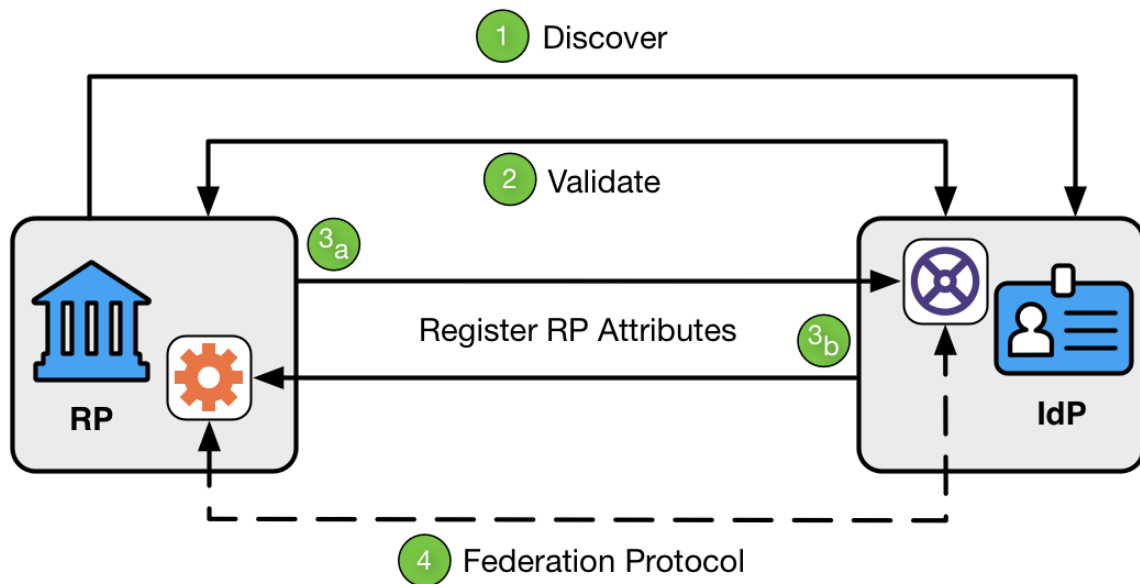 1 Discover
2 Validate
3a
Register RP Attributes
3b
RP
IdP
4 Federation Protocol